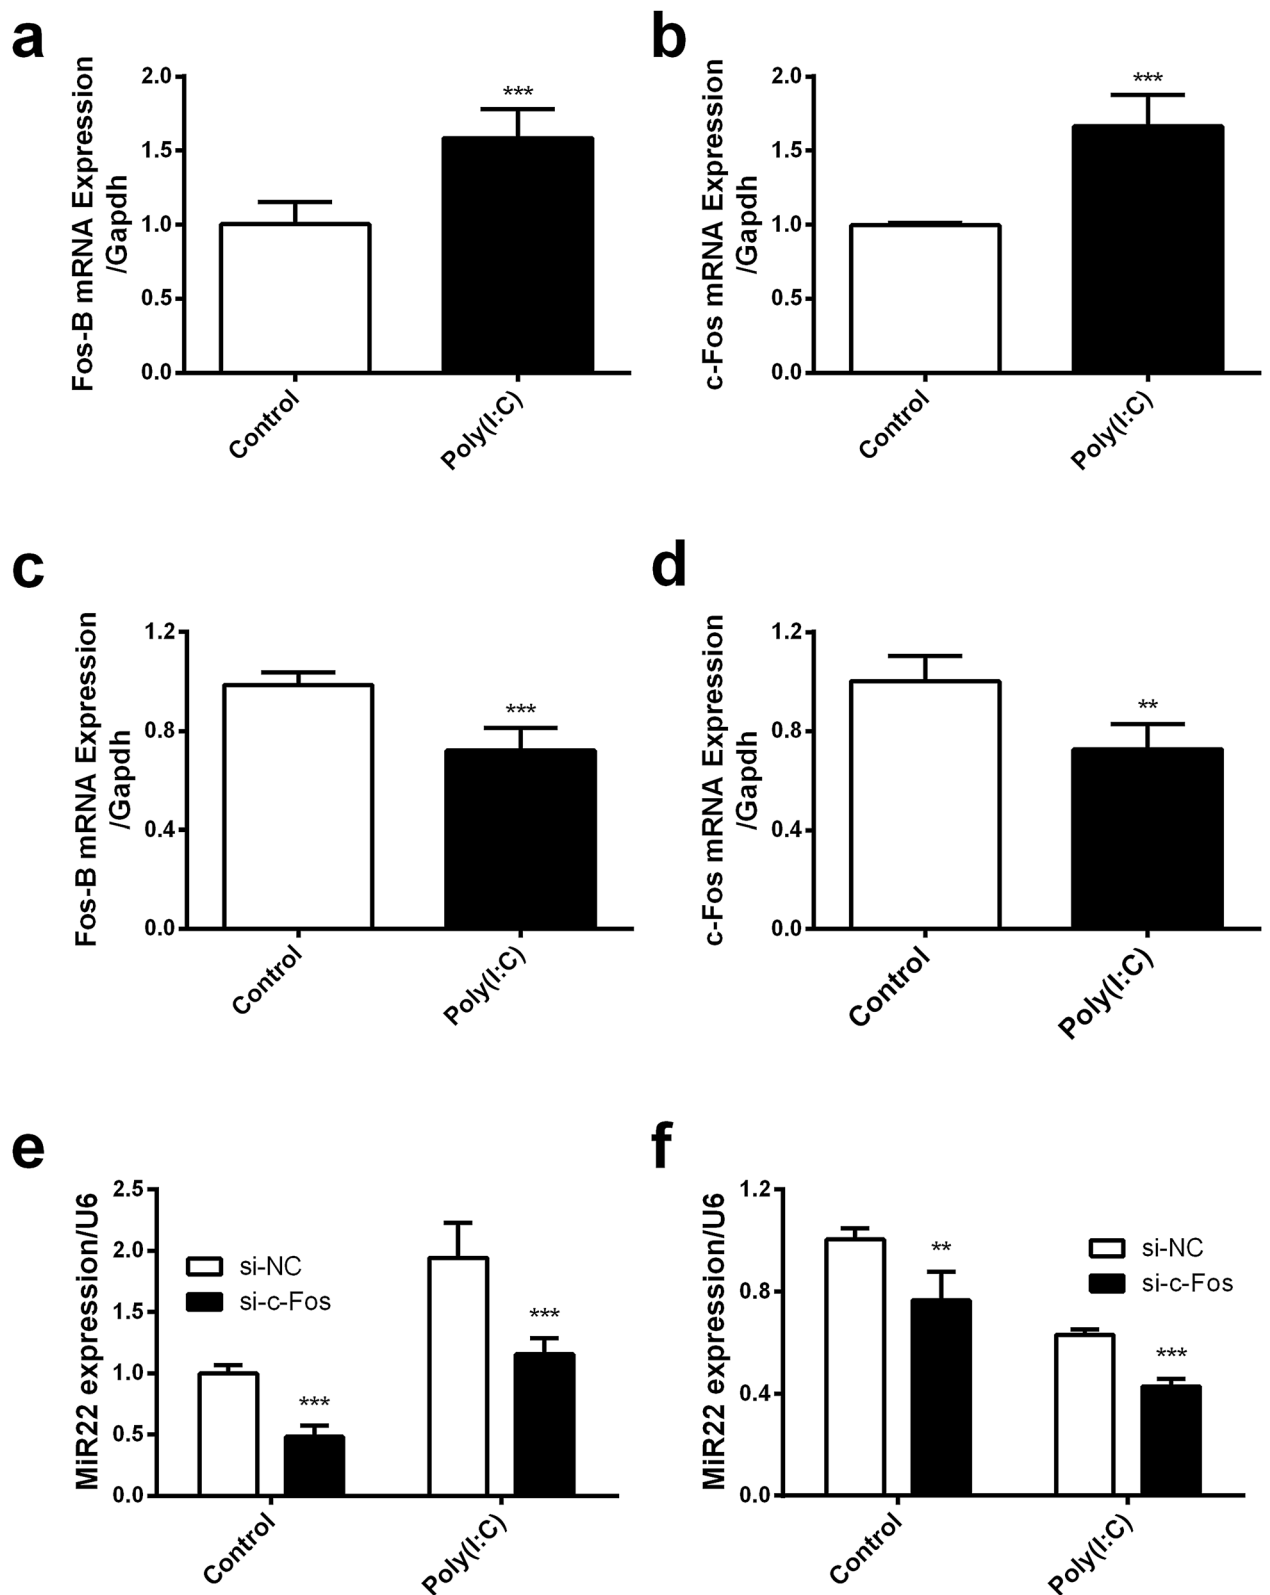 a
Fos-B mRNA Expression
/Gapdh
2.0
1.5
1.0
0.5
0.0
***
Control
Poly(I:C)
b
c-Fos mRNA Expression
/Gapdh
2.0
1.5
1.0
0.5
0.0
***
Control
Poly(I:C)
c
Fos-B mRNA Expression
/Gapdh
1.2
0.8
0.4
0.0
***
Control
Poly(I:C)
d
c-Fos mRNA Expression
/Gapdh
1.2
0.8
0.4
0.0
**
Control
Poly(I:C)
e
MiR22 expression/U6
2.5
2.0
1.5
1.0
0.5
0.0
si-NC
si-c-Fos
***
***
Control
Poly(I:C)
f
MiR22 expression/U6
1.2
0.8
0.4
0.0
si-NC
si-c-Fos
**
***
Control
Poly(I:C)